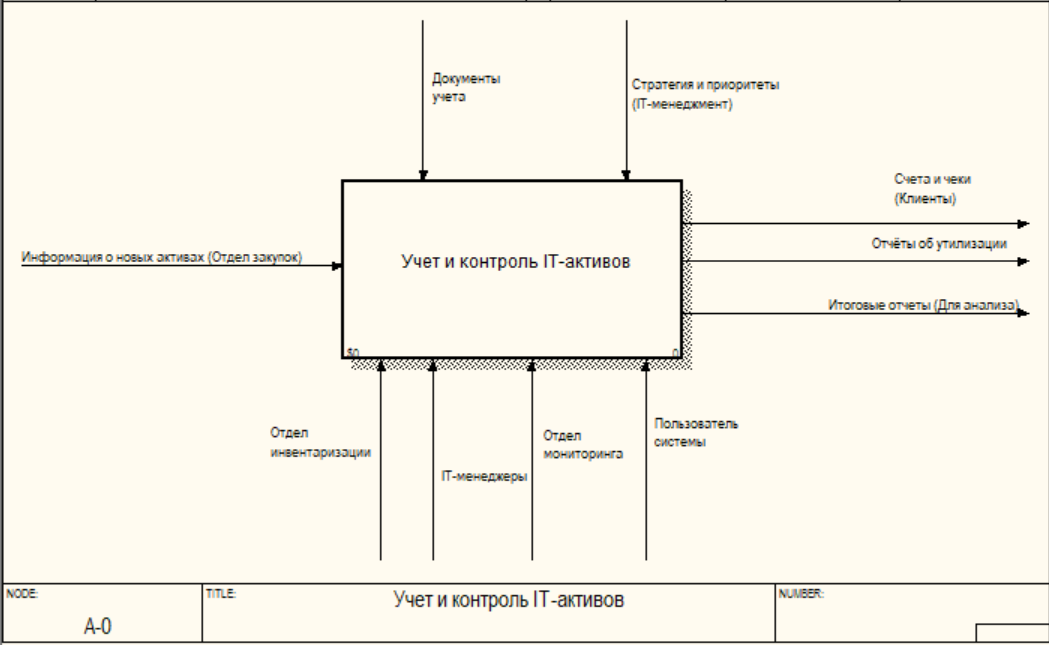 Документы
учета
Стратегия и приоритеты
(IT-менеджмент)
Счета и чеки
(Клиенты)
Отчёты об утилизации
Информация о новых активах (Отдел закупок)
Учет и контроль IT-активов
Итоговые отчеты (Для анализа)
$0
0
Отдел
инвентаризации
IT-менеджеры
Отдел
мониторинга
Пользователь
системы
NODE:
A-0
TITLE:
Учет и контроль IT-активов
NUMBER: